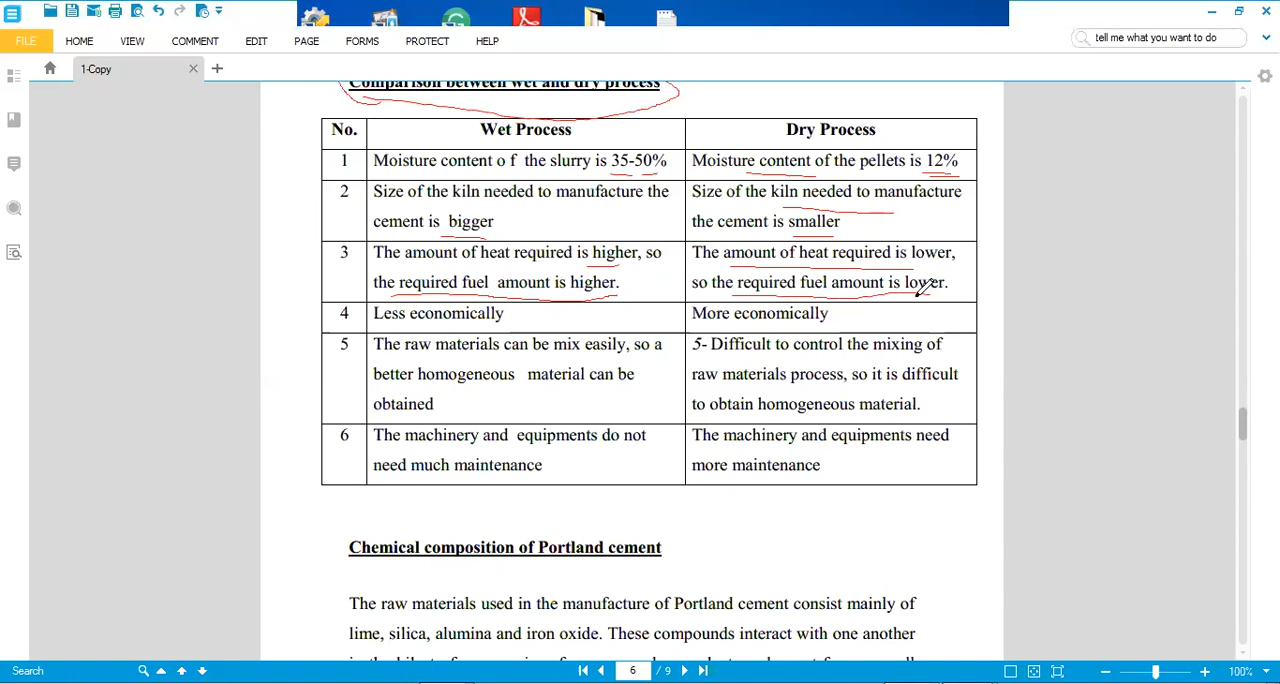 FILE HOME VIEW COMMENT EDIT PAGE FORMS PROTECT HELP tell me what you want to do
1-Copy
Comparison between wet and dry process
No. Wet Process Dry Process
1 Moisture content o f the slurry is 35-50% Moisture content of the pellets is 12%
2 Size of the kiln needed to manufacture the Size of the kiln needed to manufacture
cement is bigger the cement is smaller
3 The amount of heat required is higher, so The amount of heat required is lower,
the required fuel amount is higher. so the required fuel amount is lower.
4 Less economically More economically
5 The raw materials can be mix easily, so a 5- Difficult to control the mixing of
better homogeneous material can be raw materials process, so it is difficult
obtained to obtain homogeneous material.
6 The machinery and equipments do not The machinery and equipments need
need much maintenance more maintenance
Chemical composition of Portland cement
The raw materials used in the manufacture of Portland cement consist mainly of
lime, silica, alumina and iron oxide. These compounds interact with one another
Search 6 / 9 100%